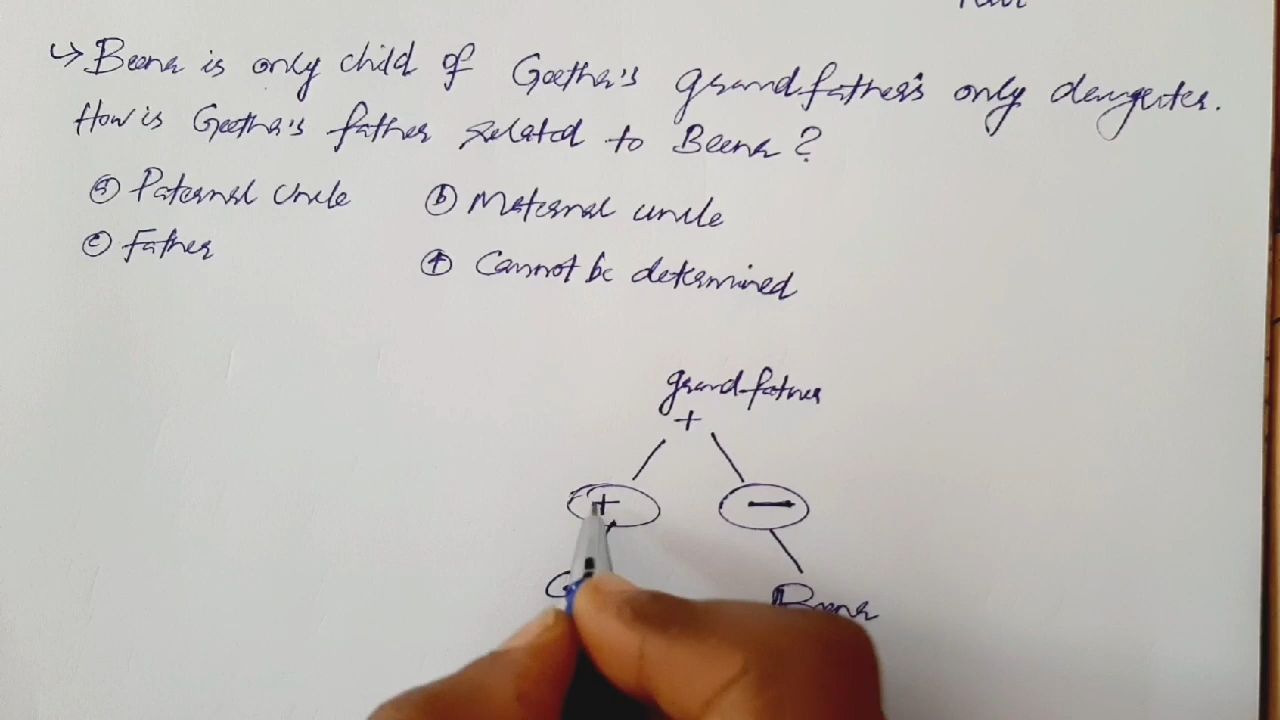 ↳ Beena is only child of Geetha's grandfather's only daughter.
How is Geetha's father related to Beena?
ⓐ Paternal uncle ⓑ Maternal uncle
ⓒ Father ⓓ Cannot be determined
grandfather
+
+ —
Beena